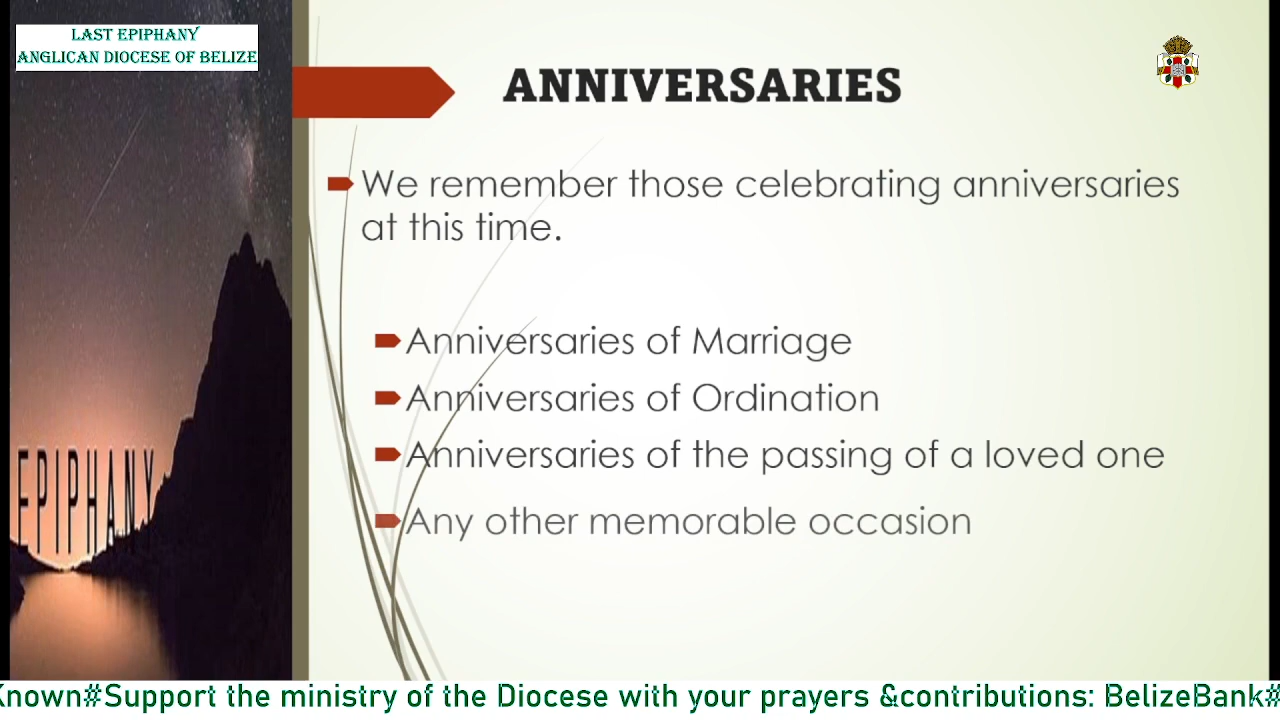 LAST EPIPHANY
ANGLICAN DIOCESE OF BELIZE
ANNIVERSARIES
We remember those celebrating anniversaries
at this time.
Anniversaries of Marriage
Anniversaries of Ordination
Anniversaries of the passing of a loved one
Any other memorable occasion
EPIPHANY
Known#Support the ministry of the Diocese with your prayers &contributions: BelizeBank#